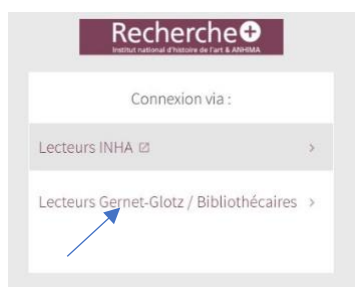 Recherche+
Institut national d'histoire de l'art & ANHIMA
Connexion via :
Lecteurs INHA
Lecteurs Gernet-Glotz / Bibliothécaires